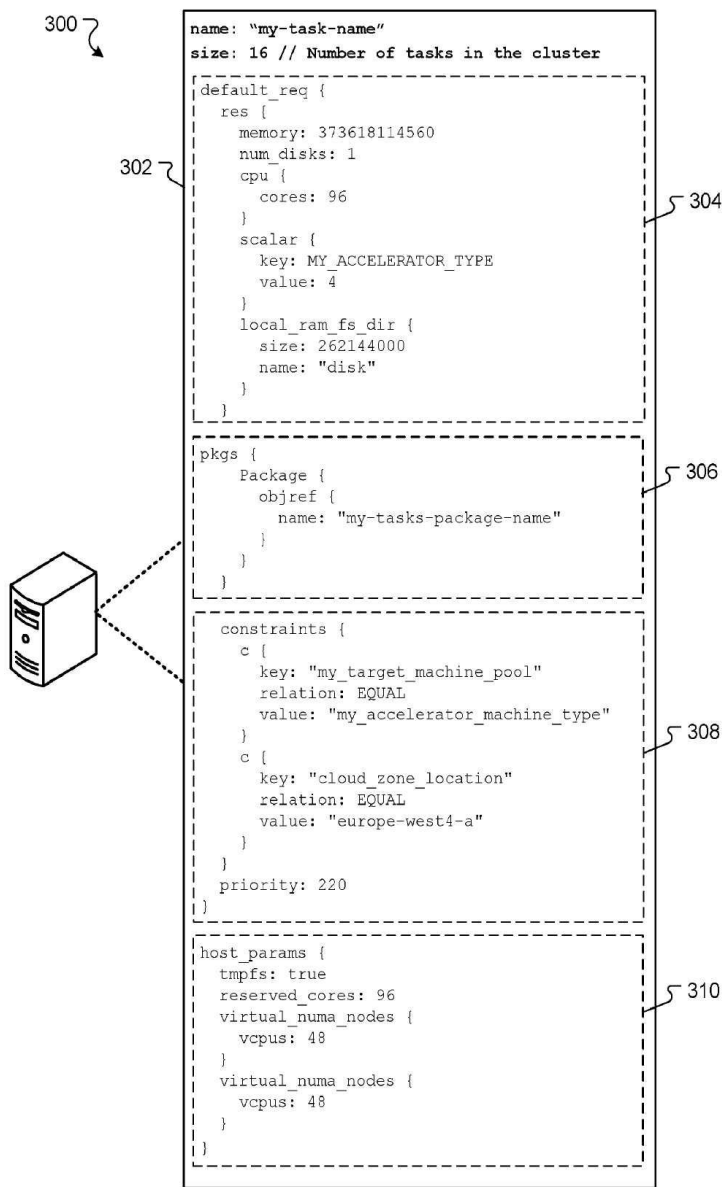 300
name: “my-task-name”
size: 16 // Number of tasks in the cluster
302
304
default_req {
res {
memory: 373618114560
num_disks: 1
cpu {
cores: 96
}
scalar {
key: MY_ACCELERATOR_TYPE
value: 4
}
local_ram_fs_dir {
size: 262144000
name: "disk"
}
}
306
pkgs {
Package {
objref {
name: "my-tasks-package-name"
}
}
}
308
constraints {
c {
key: "my_target_machine_pool"
relation: EQUAL
value: "my_accelerator_machine_type"
}
c {
key: "cloud_zone_location"
relation: EQUAL
value: "europe-west4-a"
}
}
priority: 220
}
310
host_params {
tmpfs: true
reserved_cores: 96
virtual_numa_nodes {
vcpus: 48
}
virtual_numa_nodes {
vcpus: 48
}
}